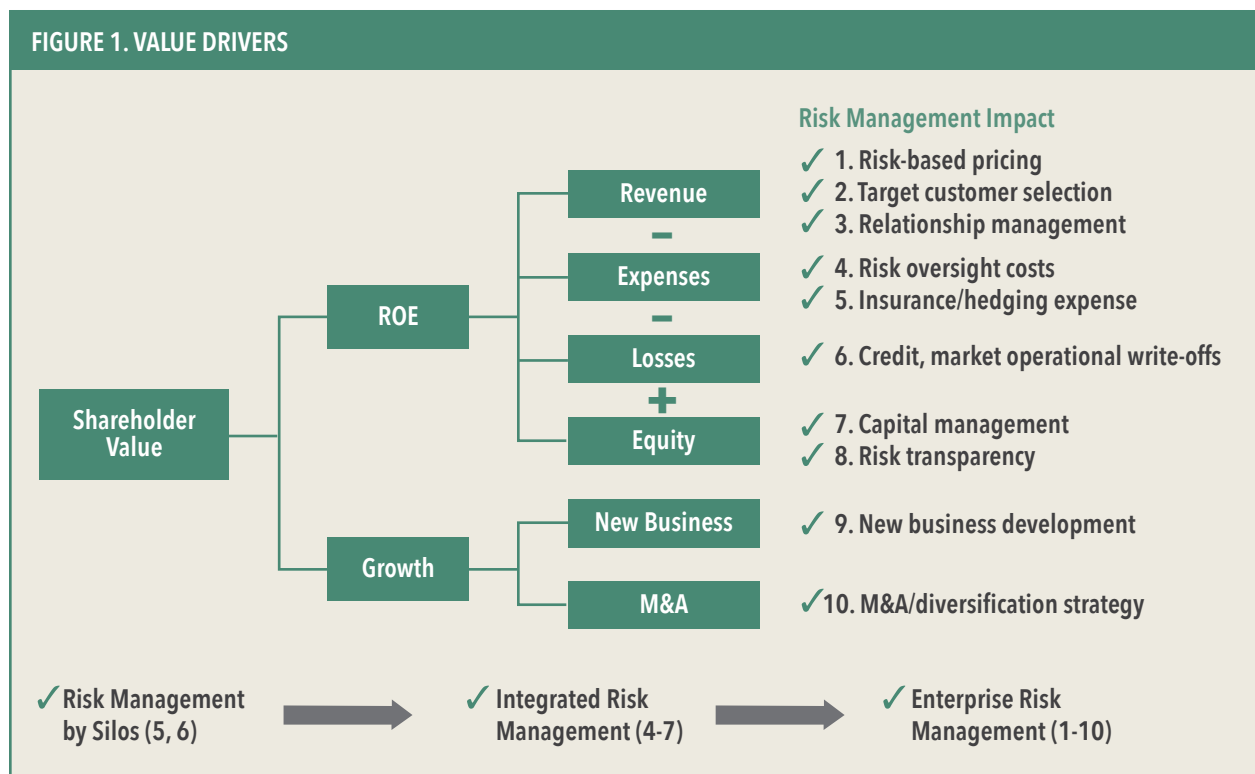 FIGURE 1. VALUE DRIVERS
Risk Management Impact
✓ 1. Risk-based pricing
✓ 2. Target customer selection
✓ 3. Relationship management
✓ 4. Risk oversight costs
✓ 5. Insurance/hedging expense
✓ 6. Credit, market operational write-offs
✓ 7. Capital management
✓ 8. Risk transparency
✓ 9. New business development
✓ 10. M&A/diversification strategy
Shareholder
Value
ROE
Growth
Revenue
–
Expenses
–
Losses
+
Equity
New Business
M&A
✓ Risk Management
by Silos (5, 6)
✓ Integrated Risk
Management (4-7)
✓ Enterprise Risk
Management (1-10)